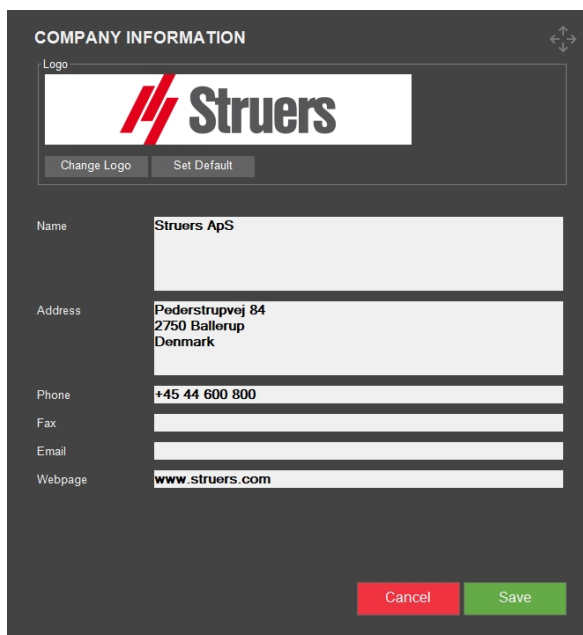 COMPANY INFORMATION
Logo
Struers
Change Logo Set Default
Name Struers ApS
Address Pederstrupvej 84
2750 Ballerup
Denmark
Phone +45 44 600 800
Fax
Email
Webpage www.struers.com
Cancel Save